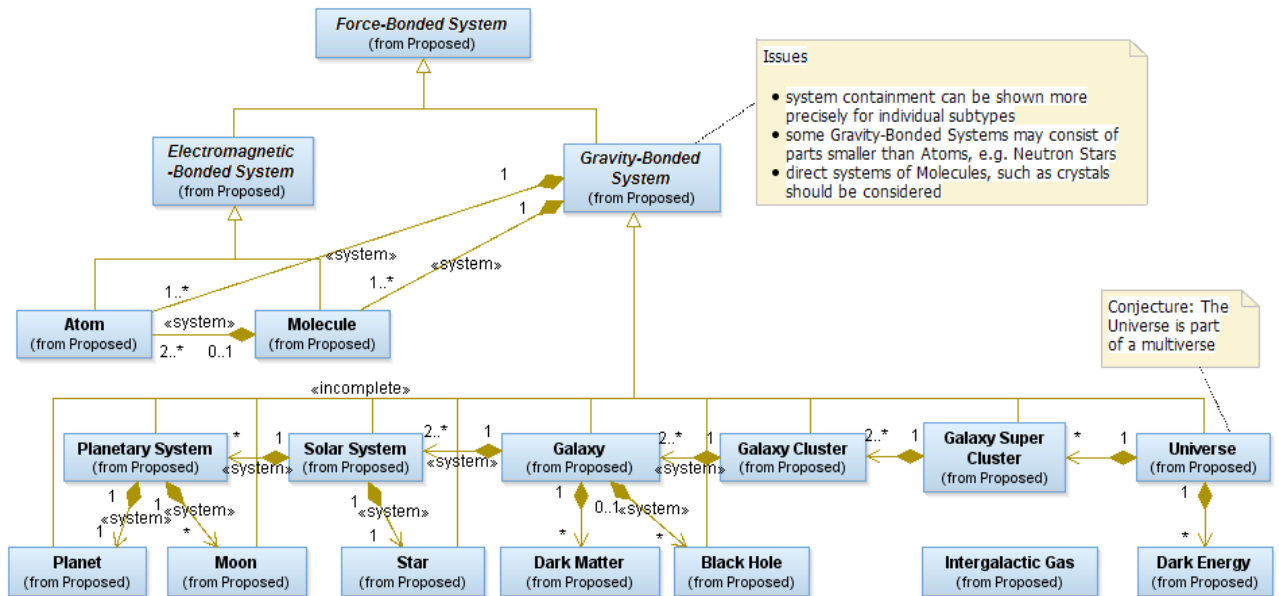 Force-Bonded System
(from Proposed)
Issues
• system containment can be shown more
precisely for individual subtypes
• some Gravity-Bonded Systems may consist of
parts smaller than Atoms, e.g. Neutron Stars
• direct systems of Molecules, such as crystals
should be considered
Electromagnetic
-Bonded System
(from Proposed)
Gravity-Bonded
System
(from Proposed)
1
1
«system»
«system»
1..*
1..*
Atom
(from Proposed)
«system»
2..*
0..1
Molecule
(from Proposed)
Conjecture: The
Universe is part
of a multiverse
«incomplete»
Planetary System
(from Proposed)
*
1
«system»
Solar System
(from Proposed)
2..*
1
«system»
Galaxy
(from Proposed)
2..*
1
«system»
Galaxy Cluster
(from Proposed)
2..*
1
Galaxy Super
Cluster
(from Proposed)
*
1
Universe
(from Proposed)
1
1
«system»
1
*
1
«system»
1
1
*
0..1
«system»
*
1
*
Planet
(from Proposed)
Moon
(from Proposed)
Star
(from Proposed)
Dark Matter
(from Proposed)
Black Hole
(from Proposed)
Intergalactic Gas
(from Proposed)
Dark Energy
(from Proposed)